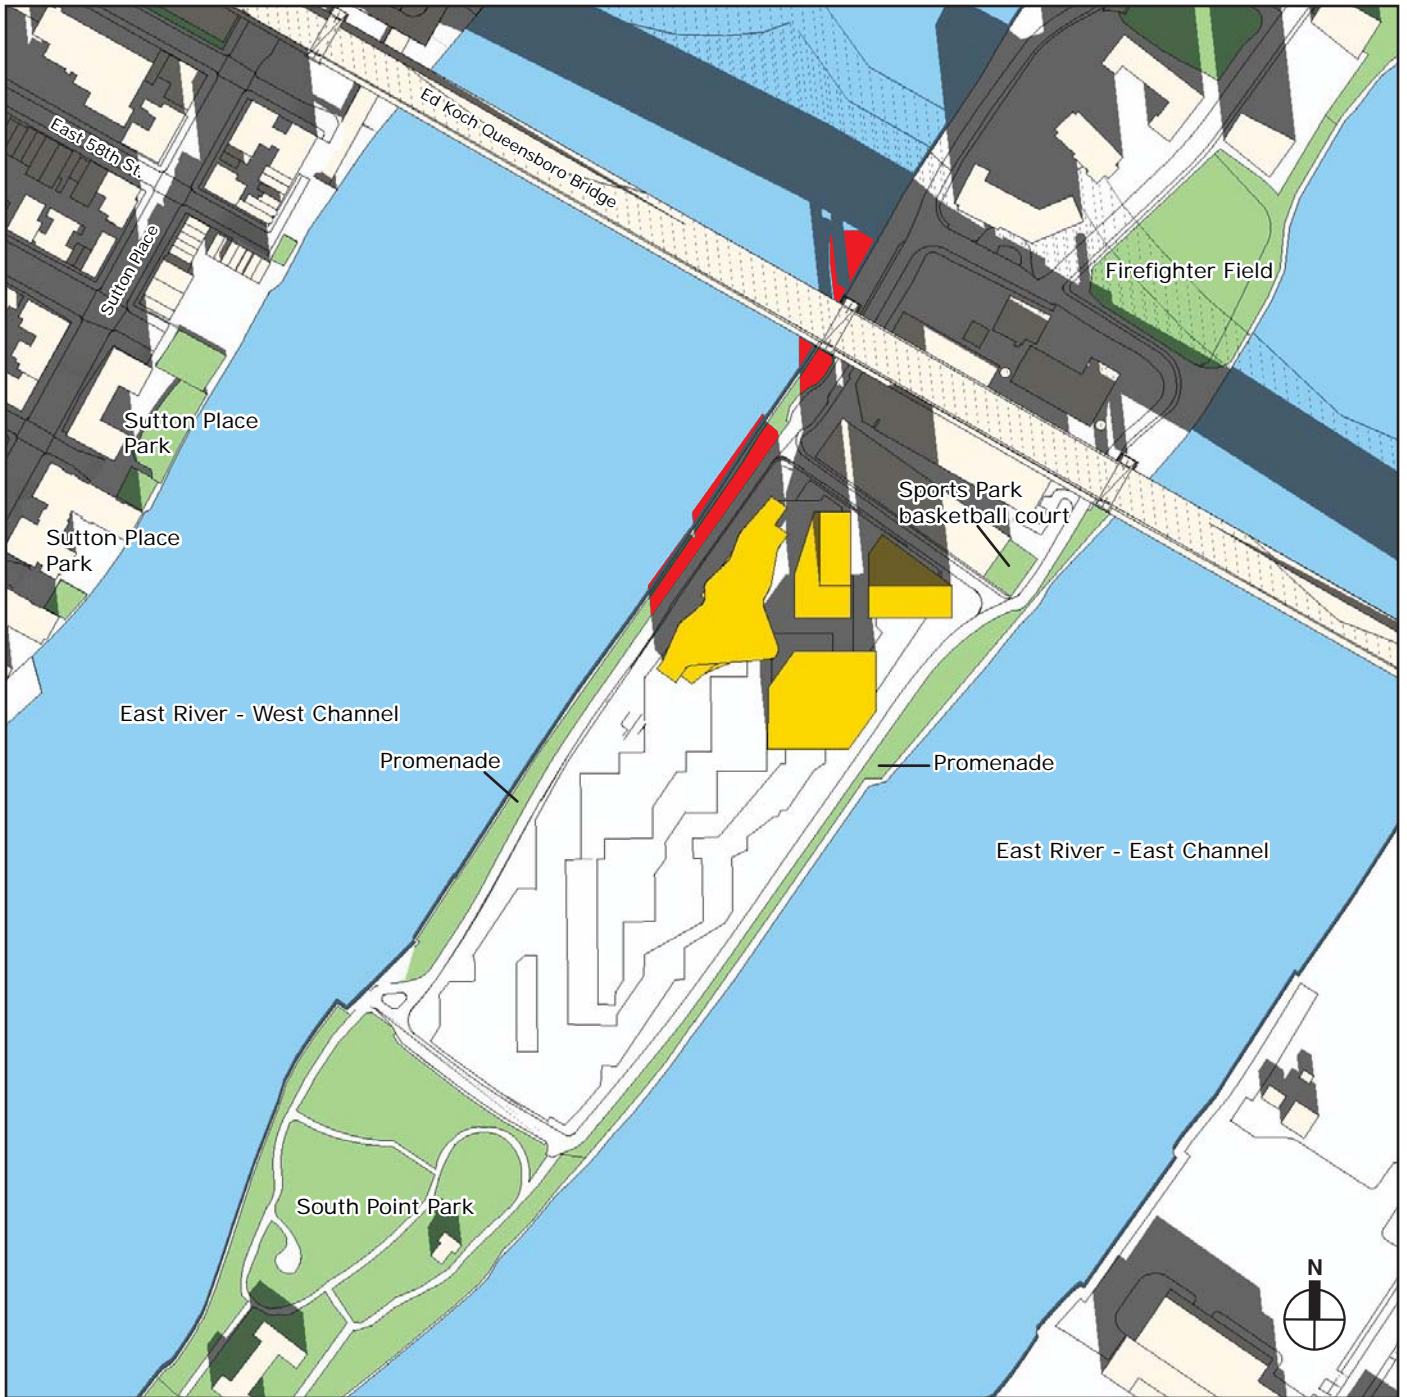 Ed Koch Queensboro Bridge
East 58th St.
Sutton Place
Firefighter Field
Sutton Place
Park
Sports Park
basketball court
Sutton Place
Park
East River - West Channel
Promenade
Promenade
East River - East Channel
South Point Park
N